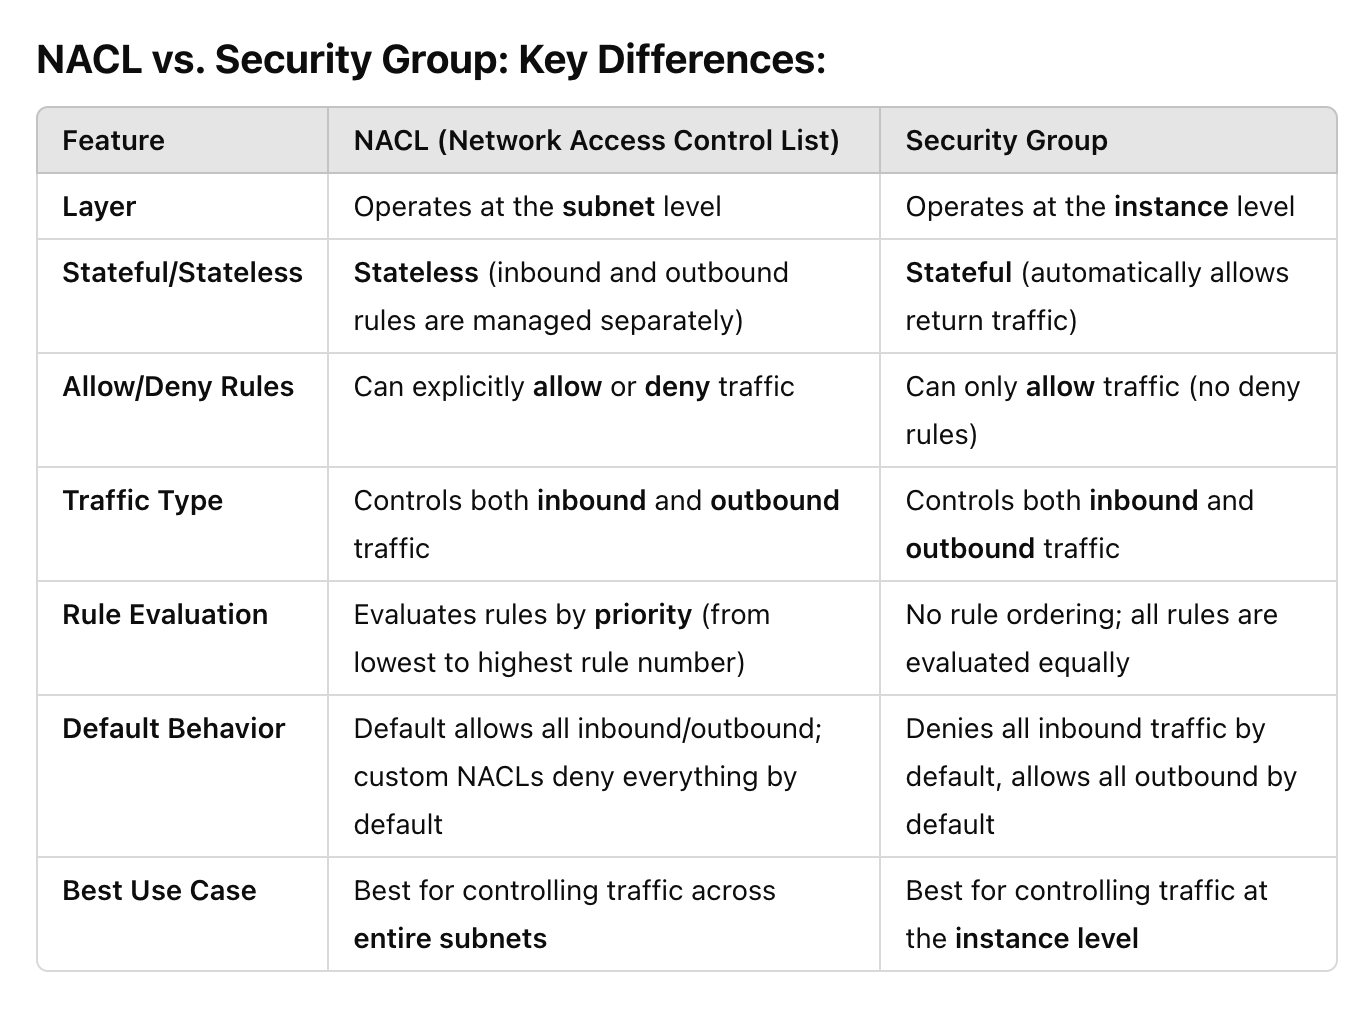 NACL vs. Security Group: Key Differences:
Feature
NACL (Network Access Control List)
Security Group
Layer
Operates at the subnet level
Operates at the instance level
Stateful/Stateless
Stateless (inbound and outbound
rules are managed separately)
Stateful (automatically allows
return traffic)
Allow/Deny Rules
Can explicitly allow or deny traffic
Can only allow traffic (no deny
rules)
Traffic Type
Controls both inbound and outbound
traffic
Controls both inbound and
outbound traffic
Rule Evaluation
Evaluates rules by priority (from
lowest to highest rule number)
No rule ordering; all rules are
evaluated equally
Default Behavior
Default allows all inbound/outbound;
custom NACLs deny everything by
default
Denies all inbound traffic by
default, allows all outbound by
default
Best Use Case
Best for controlling traffic across
entire subnets
Best for controlling traffic at
the instance level